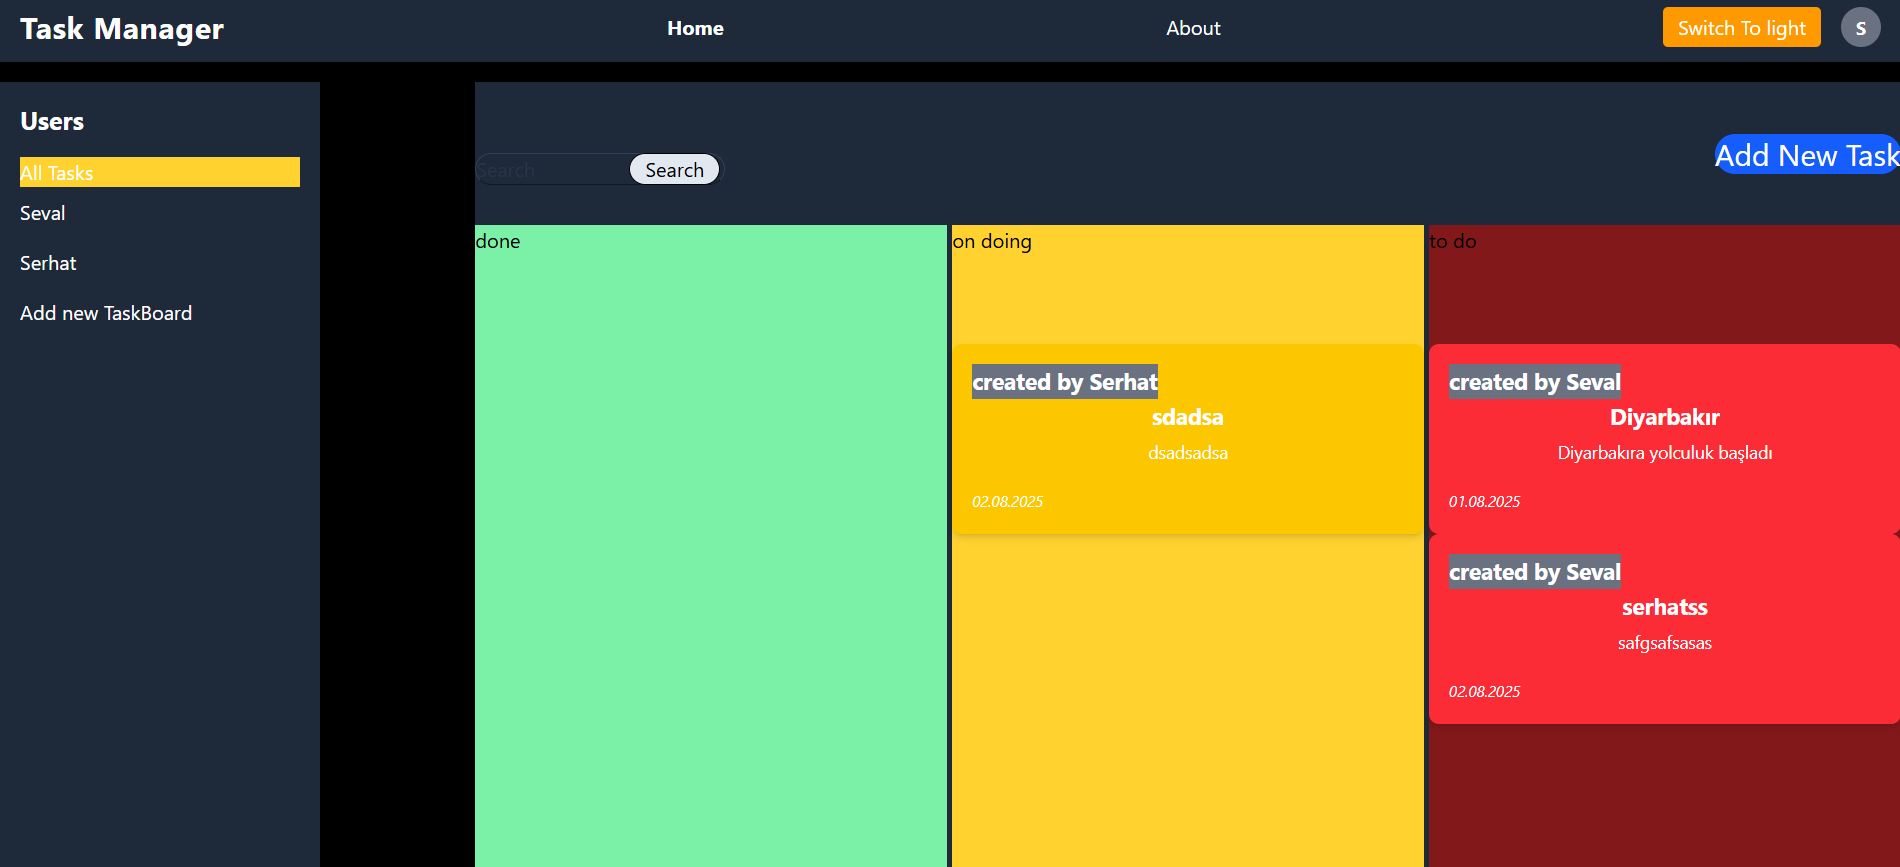 Task Manager
Home
About
Switch To light
S
Users
All Tasks
Seval
Serhat
Add new TaskBoard
Search
Search
Add New Task
done
on doing
to do
created by Serhat
sdadsa
dsadsadsa
02.08.2025
created by Seval
Diyarbakır
Diyarbakıra yolculuk başladı
01.08.2025
created by Seval
serhatss
safgsafsasas
02.08.2025